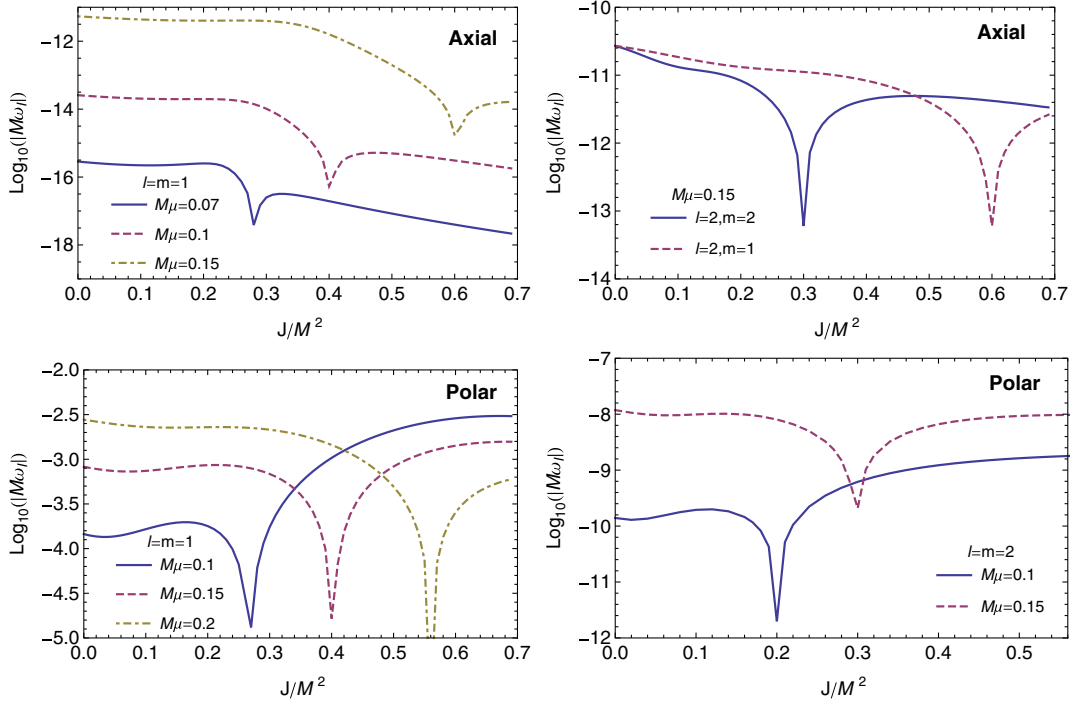 Axial
Log10(|MωI|)
−12
−14
−16
−18
l=m=1
Mμ=0.07
Mμ=0.1
Mμ=0.15
0.0 0.1 0.2 0.3 0.4 0.5 0.6 0.7
J/M²
Axial
Log10(|MωI|)
−10
−11
−12
−13
−14
Mμ=0.15
l=2,m=2
l=2,m=1
0.0 0.1 0.2 0.3 0.4 0.5 0.6 0.7
J/M²
Polar
Log10(|MωI|)
−2.0
−2.5
−3.0
−3.5
−4.0
−4.5
−5.0
l=m=1
Mμ=0.1
Mμ=0.15
Mμ=0.2
0.0 0.1 0.2 0.3 0.4 0.5 0.6 0.7
J/M²
Polar
Log10(|MωI|)
−7
−8
−9
−10
−11
−12
l=m=2
Mμ=0.1
Mμ=0.15
0.0 0.1 0.2 0.3 0.4 0.5
J/M²